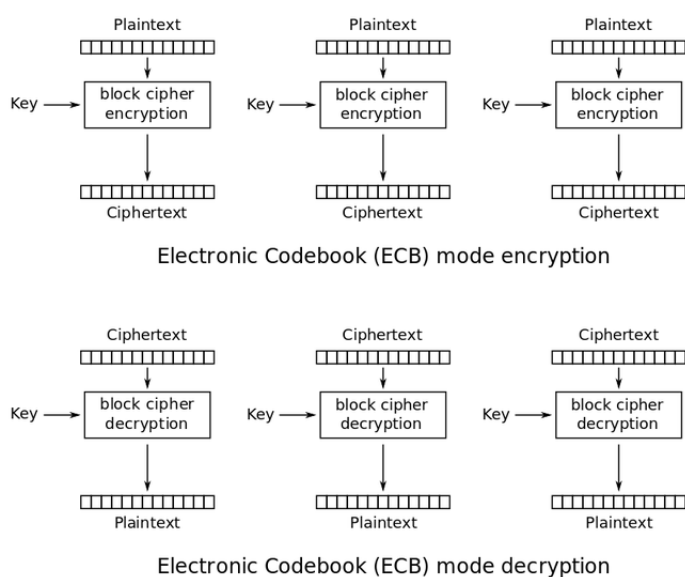 Plaintext Plaintext Plaintext
Key block cipher encryption Key block cipher encryption Key block cipher encryption
Ciphertext Ciphertext Ciphertext
Electronic Codebook (ECB) mode encryption
Ciphertext Ciphertext Ciphertext
Key block cipher decryption Key block cipher decryption Key block cipher decryption
Plaintext Plaintext Plaintext
Electronic Codebook (ECB) mode decryption